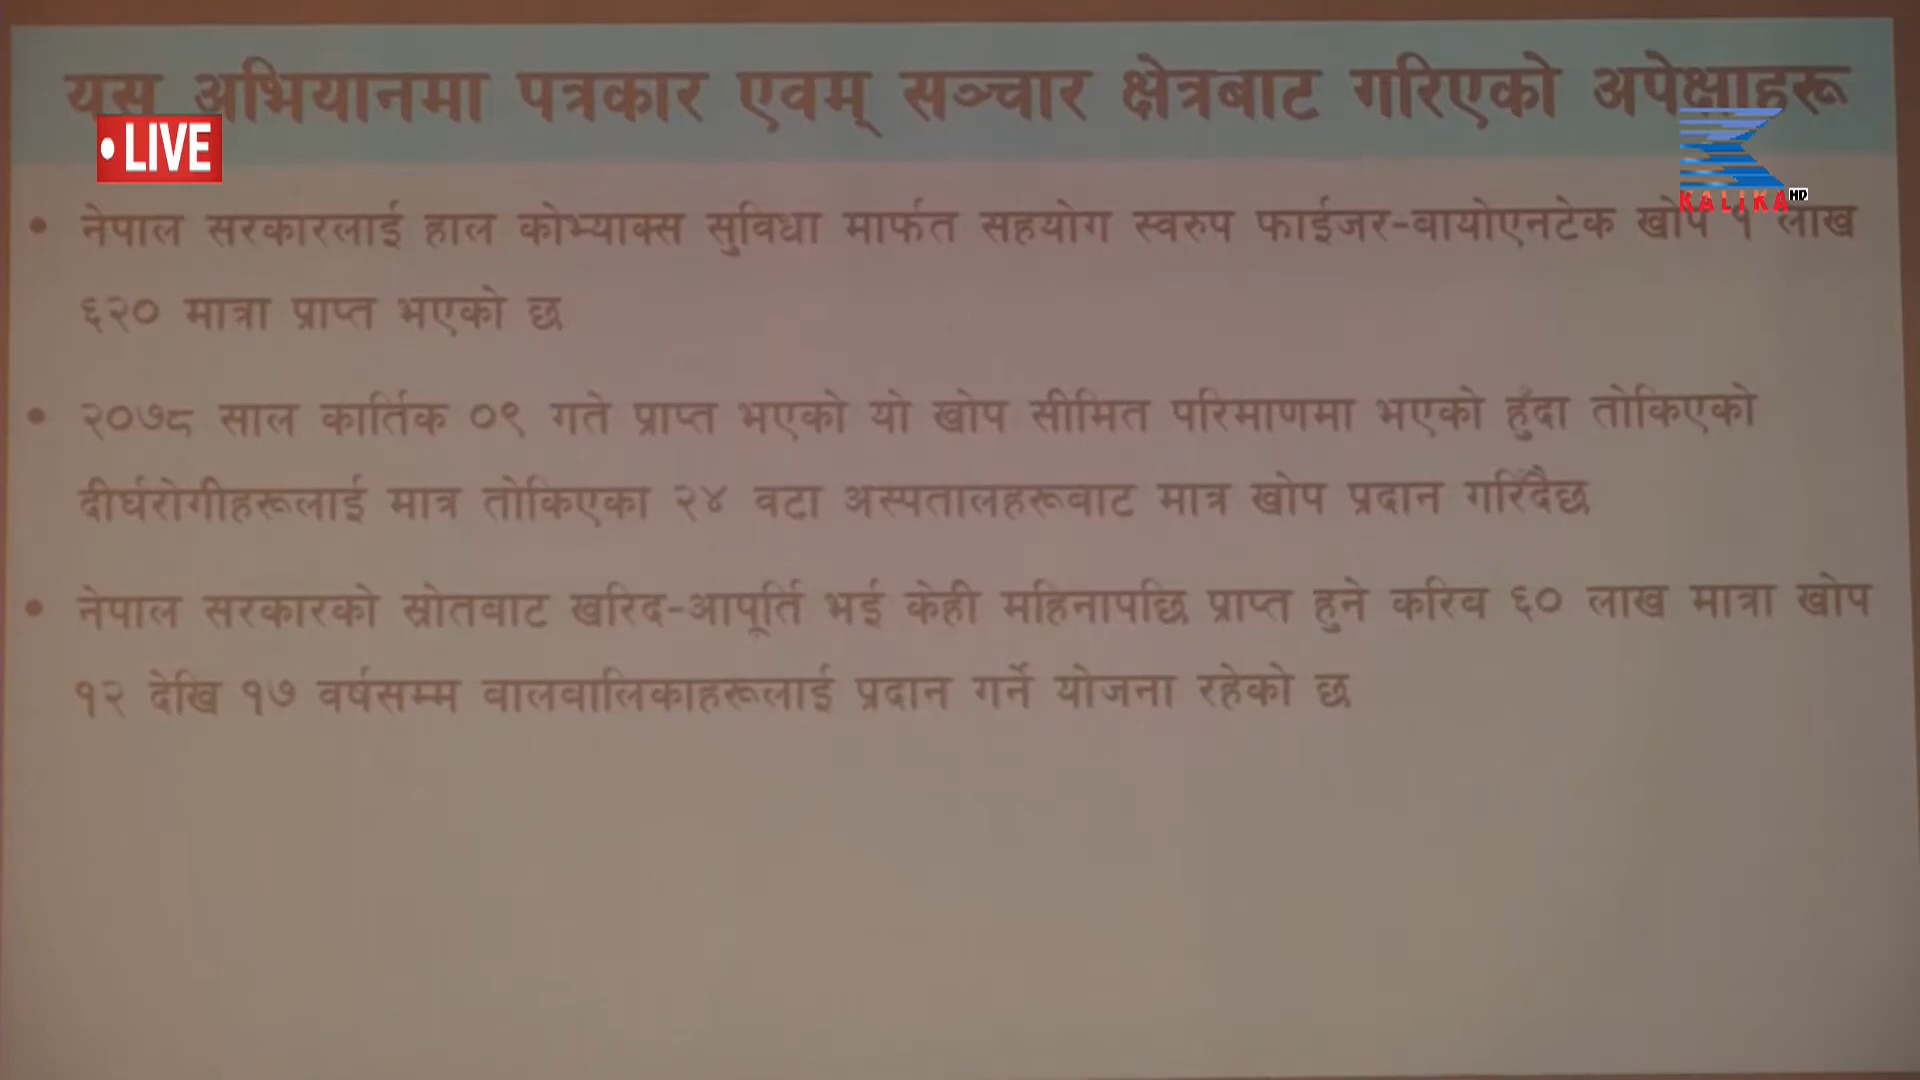 यस अभियानमा पत्रकार एवम् सञ्चार क्षेत्रबाट गरिएको अपेक्षाहरू
• LIVE
KALIKA HD
• नेपाल सरकारलाई हाल कोभ्याक्स सुविधा मार्फत सहयोग स्वरुप फाईजर-वायोएनटेक खोप १ लाख
६२० मात्रा प्राप्त भएको छ
• २०७८ साल कार्तिक ०९ गते प्राप्त भएको यो खोप सीमित परिमाणमा भएको हुँदा तोकिएको
दीर्घरोगीहरूलाई मात्र तोकिएका २४ वटा अस्पतालहरूवाट मात्र खोप प्रदान गरिँदैछ
• नेपाल सरकारको स्रोतवाट खरिद-आपूर्ति भई केही महिनापछि प्राप्त हुने करिव ६० लाख मात्रा खोप
१२ देखि १७ वर्षसम्म वालवालिकाहरूलाई प्रदान गर्ने योजना रहेको छ